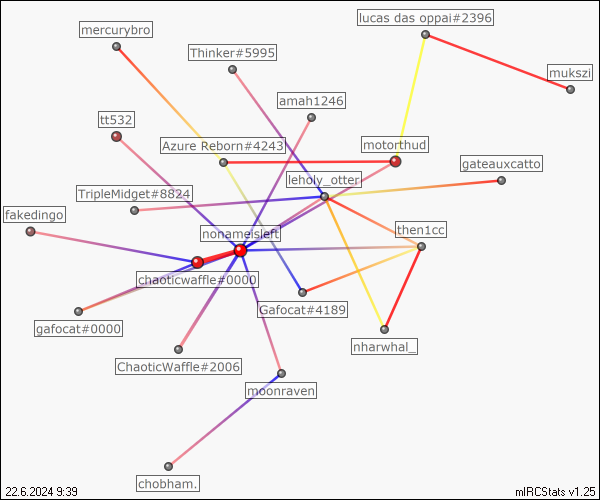 lucas das oppai#2396
mercurybro
Thinker#5995
mukszi
amah1246
tt532
Azure Reborn#4243
motorthud
gateauxcatto
leholy_otter
TripleMidget#8824
fakedingo
nonameisleft
then1cc
chaoticwaffle#0000
Gafocat#4189
gafocat#0000
nharwhal_
ChaoticWaffle#2006
moonraven
chobham.
22.6.2024 9:39
mIRCStats v1.25